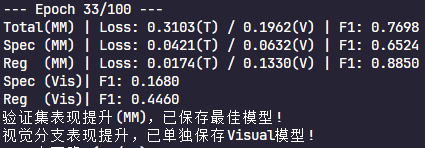 --- Epoch 33/100 ---
Total(MM) | Loss: 0.3103(T) / 0.1962(V) | F1: 0.7698
Spec (MM) | Loss: 0.0421(T) / 0.0632(V) | F1: 0.6524
Reg  (MM) | Loss: 0.0174(T) / 0.1330(V) | F1: 0.8850
Spec (Vis)| F1: 0.1680
Reg  (Vis)| F1: 0.4460
验证集表现提升(MM)，已保存最佳模型！
视觉分支表现提升，已单独保存Visual模型！